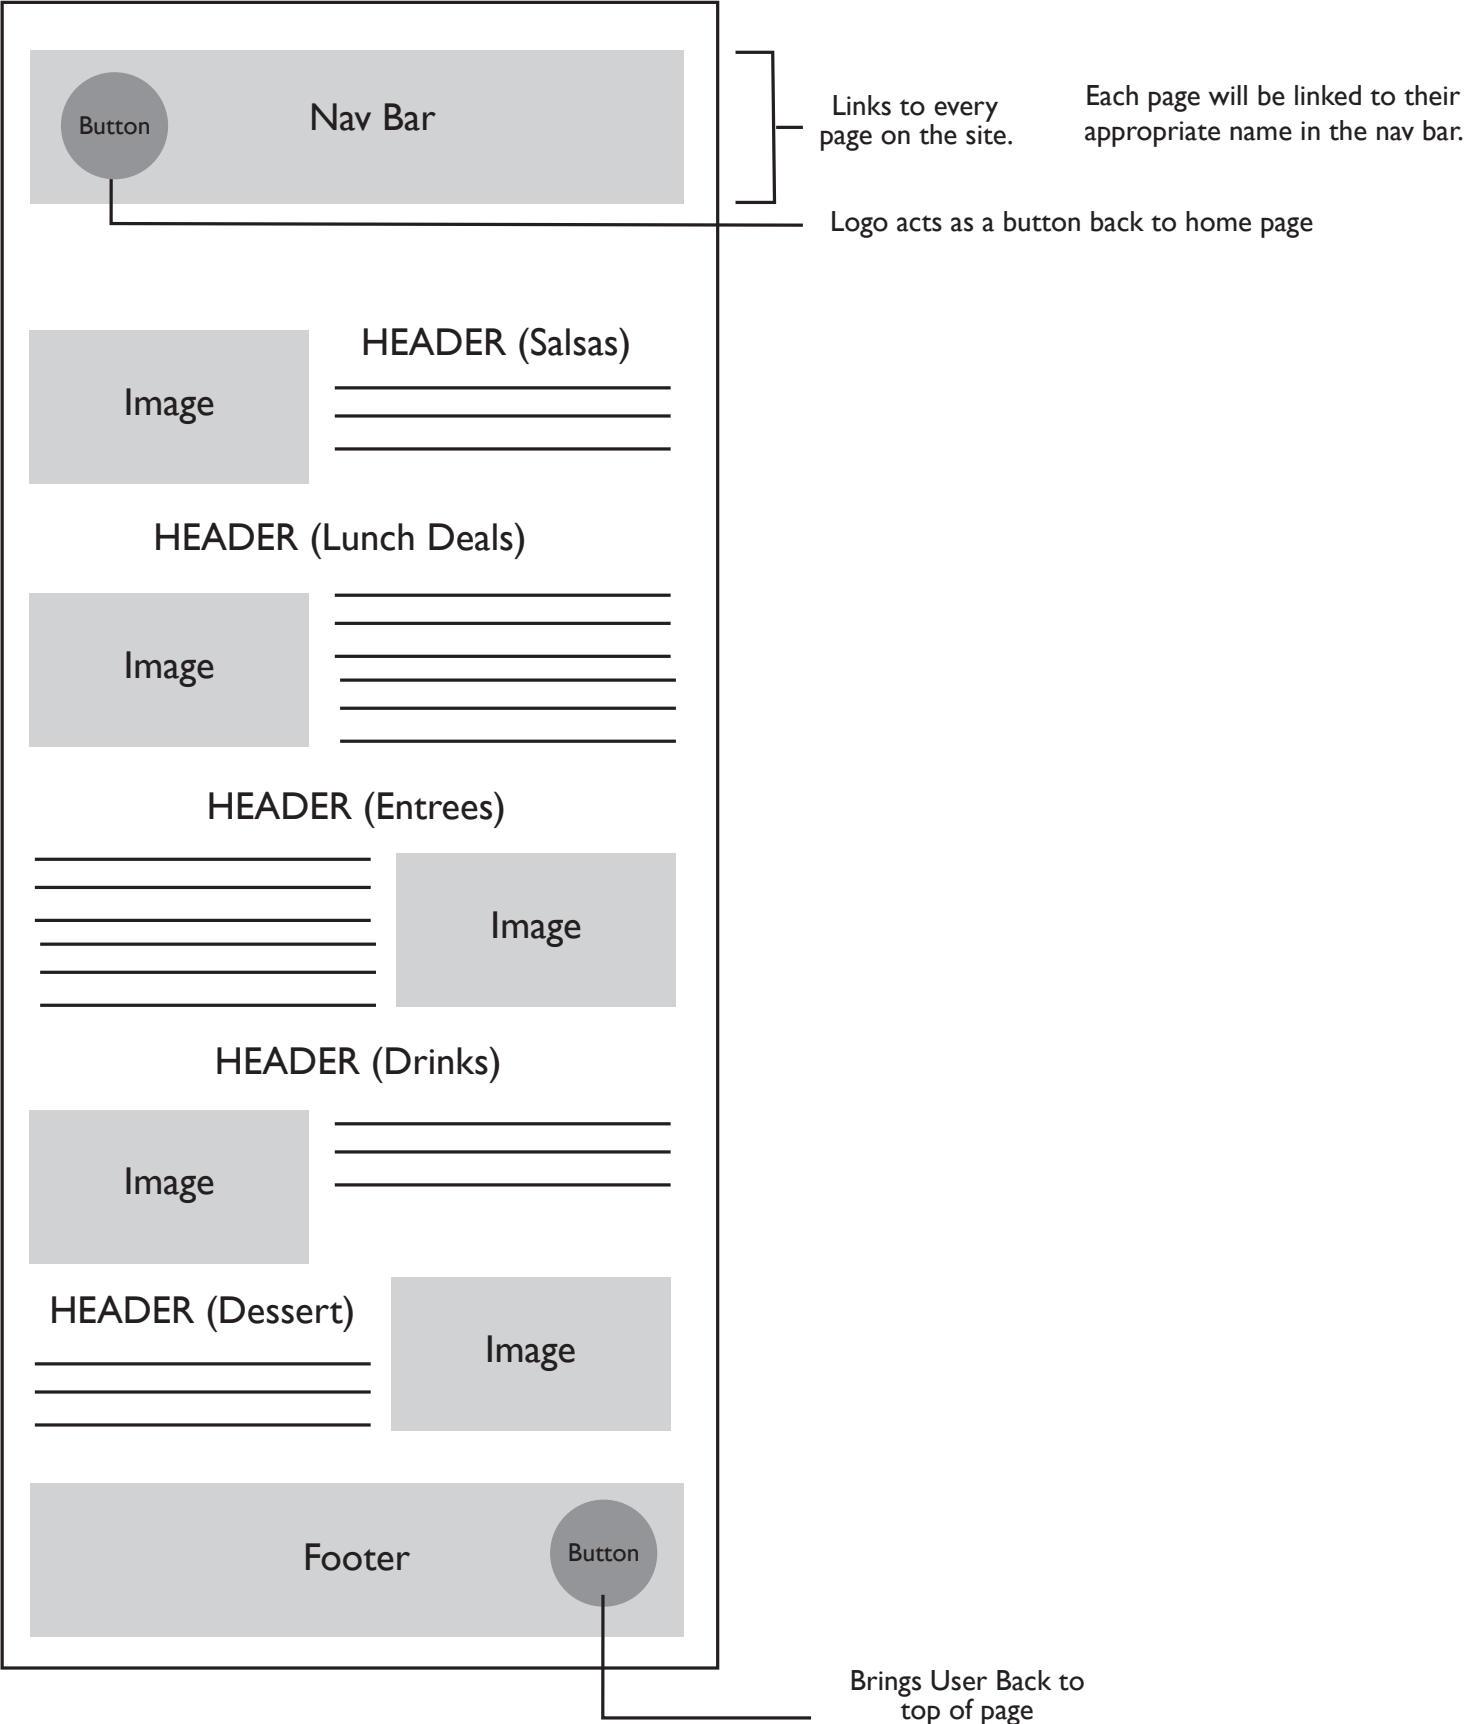 Button
Nav Bar
Links to every
page on the site.
Each page will be linked to their
appropriate name in the nav bar.
Logo acts as a button back to home page
HEADER (Salsas)
Image
HEADER (Lunch Deals)
Image
HEADER (Entrees)
Image
HEADER (Drinks)
Image
HEADER (Dessert)
Image
Footer
Button
Brings User Back to
top of page